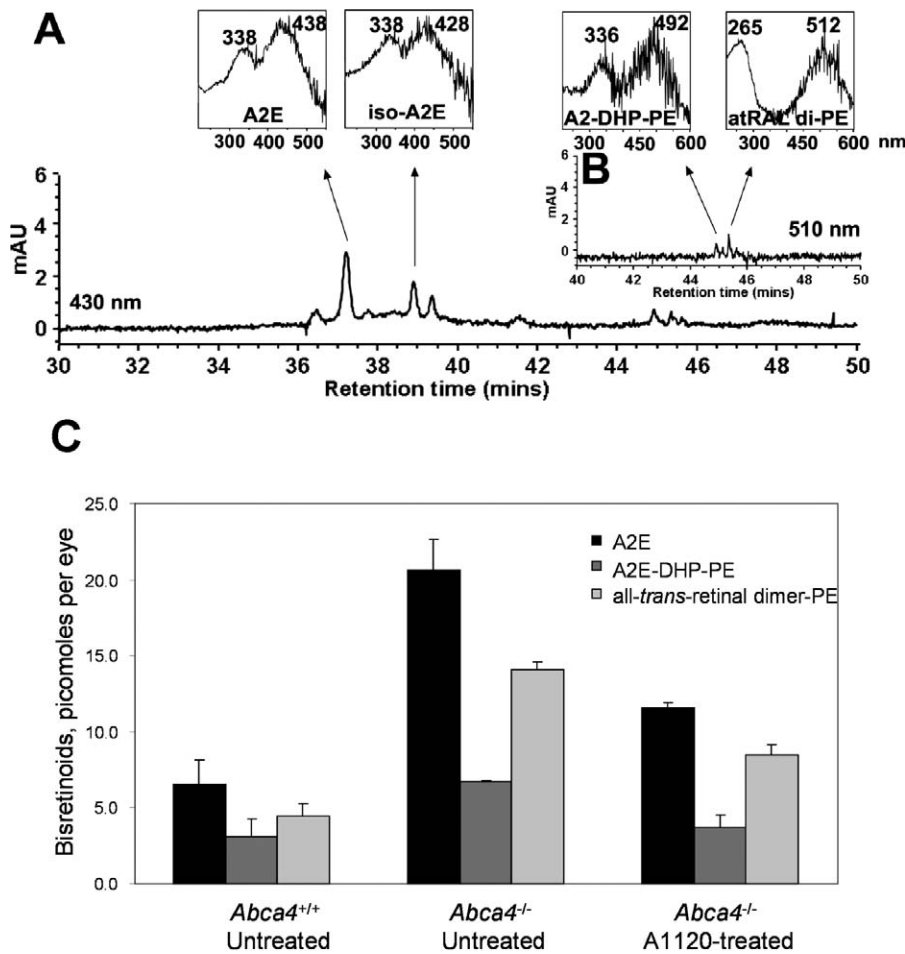 A
338 438
A2E
300 400 500
338 428
iso-A2E
300 400 500
336 492
A2-DHP-PE
300 450 600
265 512
atRAL di-PE
300 450 600 nm
B
mAU
6
4
2
0
510 nm
40 42 44 46 48 50
Retention time (mins)
mAU
6
4
2
0
430 nm
30 32 34 36 38 40 42 44 46 48 50
Retention time (mins)
C
Bisretinoids, picomoles per eye
25.0
20.0
15.0
10.0
5.0
0.0
A2E
A2E-DHP-PE
all-trans-retinal dimer-PE
Abca4+/+
Untreated
Abca4-/-
Untreated
Abca4-/-
A1120-treated